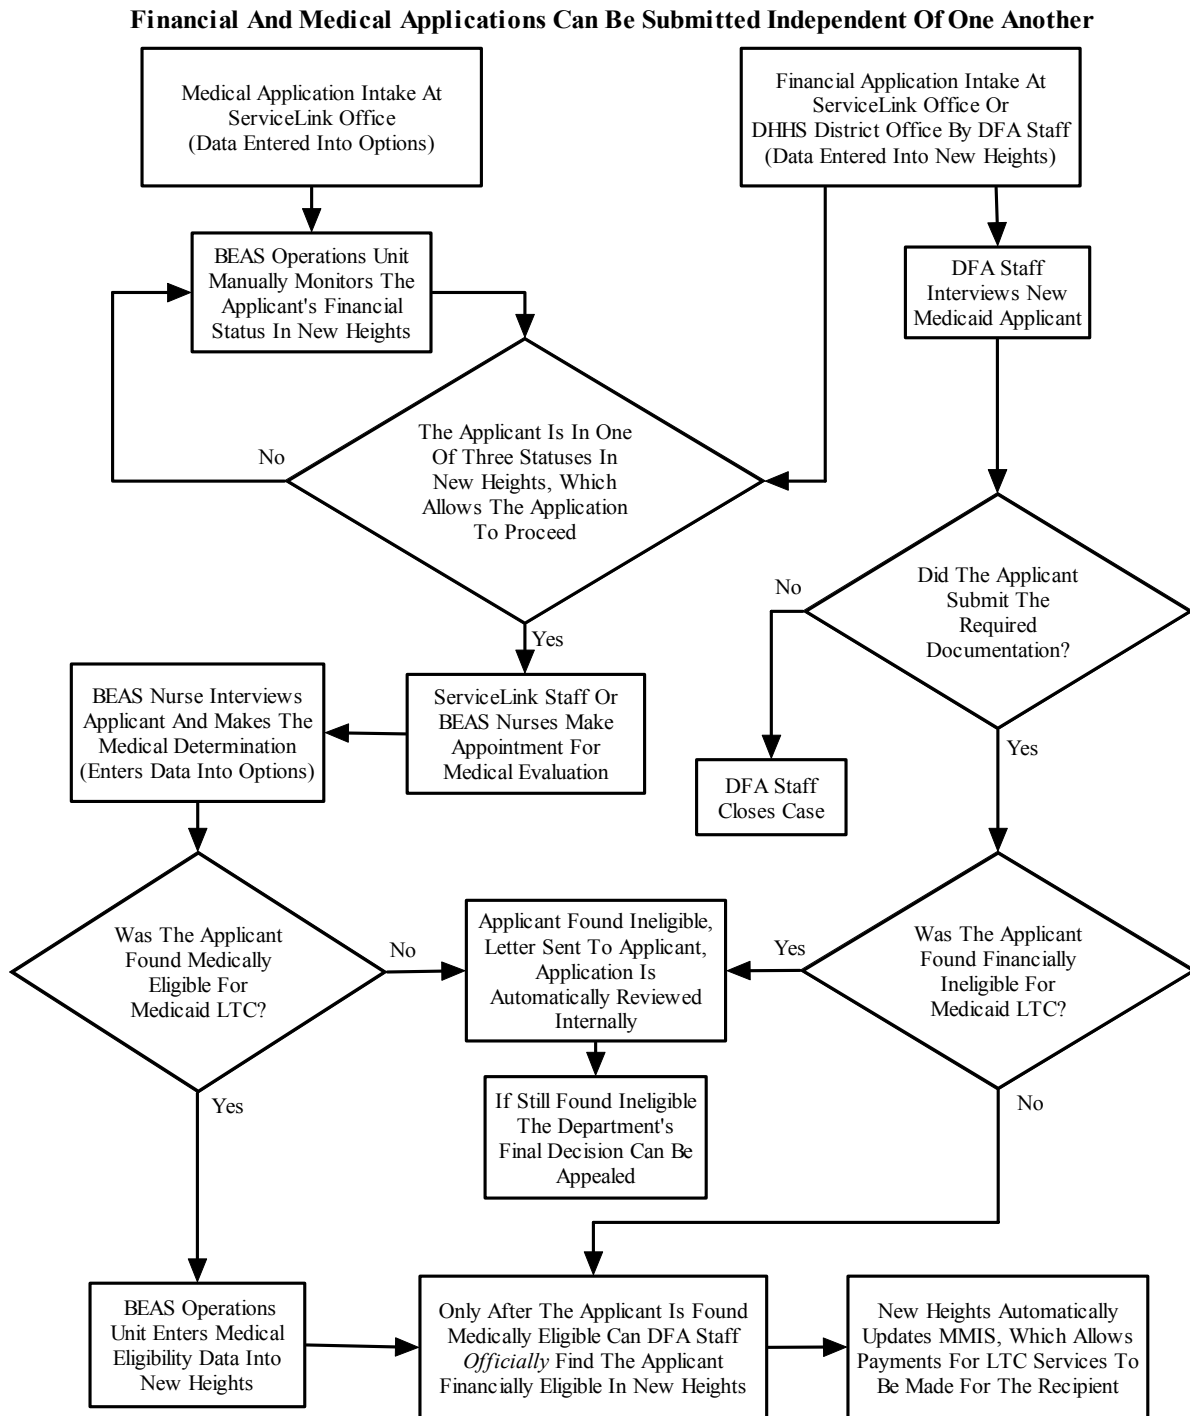 Financial And Medical Applications Can Be Submitted Independent Of One Another
Medical Application Intake At
ServiceLink Office
(Data Entered Into Options)
Financial Application Intake At
ServiceLink Office Or
DHHS District Office By DFA Staff
(Data Entered Into New Heights)
BEAS Operations Unit
Manually Monitors The
Applicant's Financial
Status In New Heights
DFA Staff
Interviews New
Medicaid Applicant
The Applicant Is In One
Of Three Statuses In
New Heights, Which
Allows The Application
To Proceed
No
Yes
Did The Applicant
Submit The
Required
Documentation?
No
Yes
BEAS Nurse Interviews
Applicant And Makes The
Medical Determination
(Enters Data Into Options)
ServiceLink Staff Or
BEAS Nurses Make
Appointment For
Medical Evaluation
DFA Staff
Closes Case
Was The Applicant
Found Medically
Eligible For
Medicaid LTC?
No
Yes
Applicant Found Ineligible,
Letter Sent To Applicant,
Application Is
Automatically Reviewed
Internally
Yes
Was The Applicant
Found Financially
Ineligible For
Medicaid LTC?
No
If Still Found Ineligible
The Department's
Final Decision Can Be
Appealed
BEAS Operations
Unit Enters Medical
Eligibility Data Into
New Heights
Only After The Applicant Is Found
Medically Eligible Can DFA Staff
Officially Find The Applicant
Financially Eligible In New Heights
New Heights Automatically
Updates MMIS, Which Allows
Payments For LTC Services To
Be Made For The Recipient